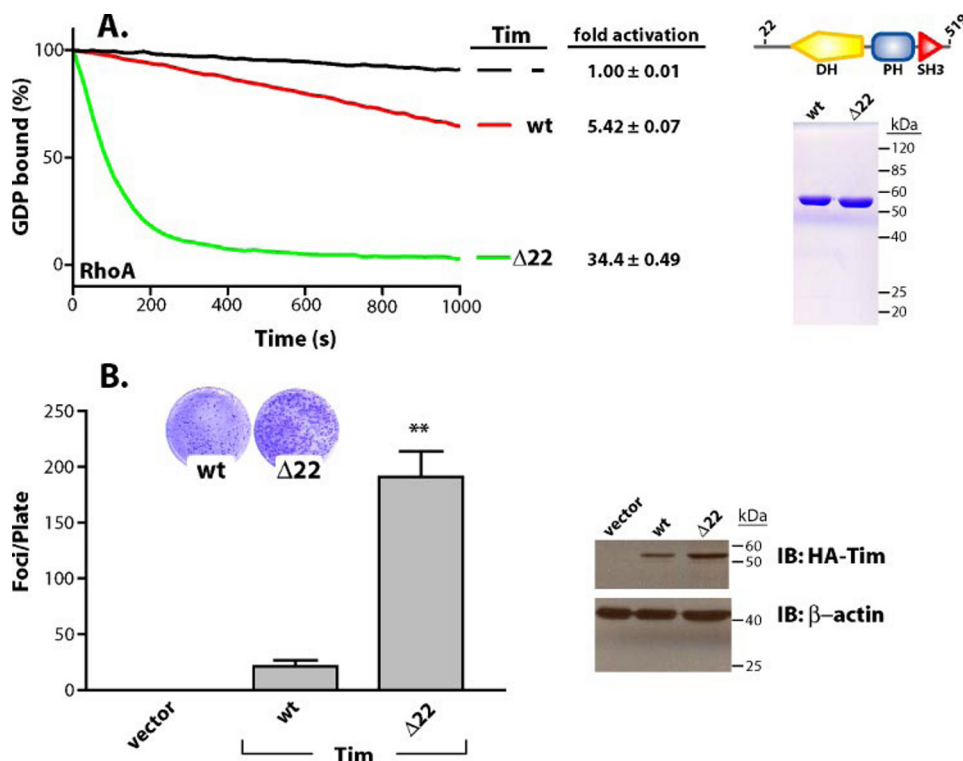 A.
Tim
fold activation
100
50
0
GDP bound (%)
– 1.00 ± 0.01
wt 5.42 ± 0.07
Δ22 34.4 ± 0.49
RhoA
0 200 400 600 800 1000
Time (s)
22
519
DH PH SH3
wt Δ22 kDa
120
85
60
50
40
25
20
B.
250
200
150
100
50
0
Foci/Plate
wt Δ22
**
vector wt Δ22
Tim
vector wt Δ22 kDa
60
50
IB: HA-Tim
40
IB: β-actin
25